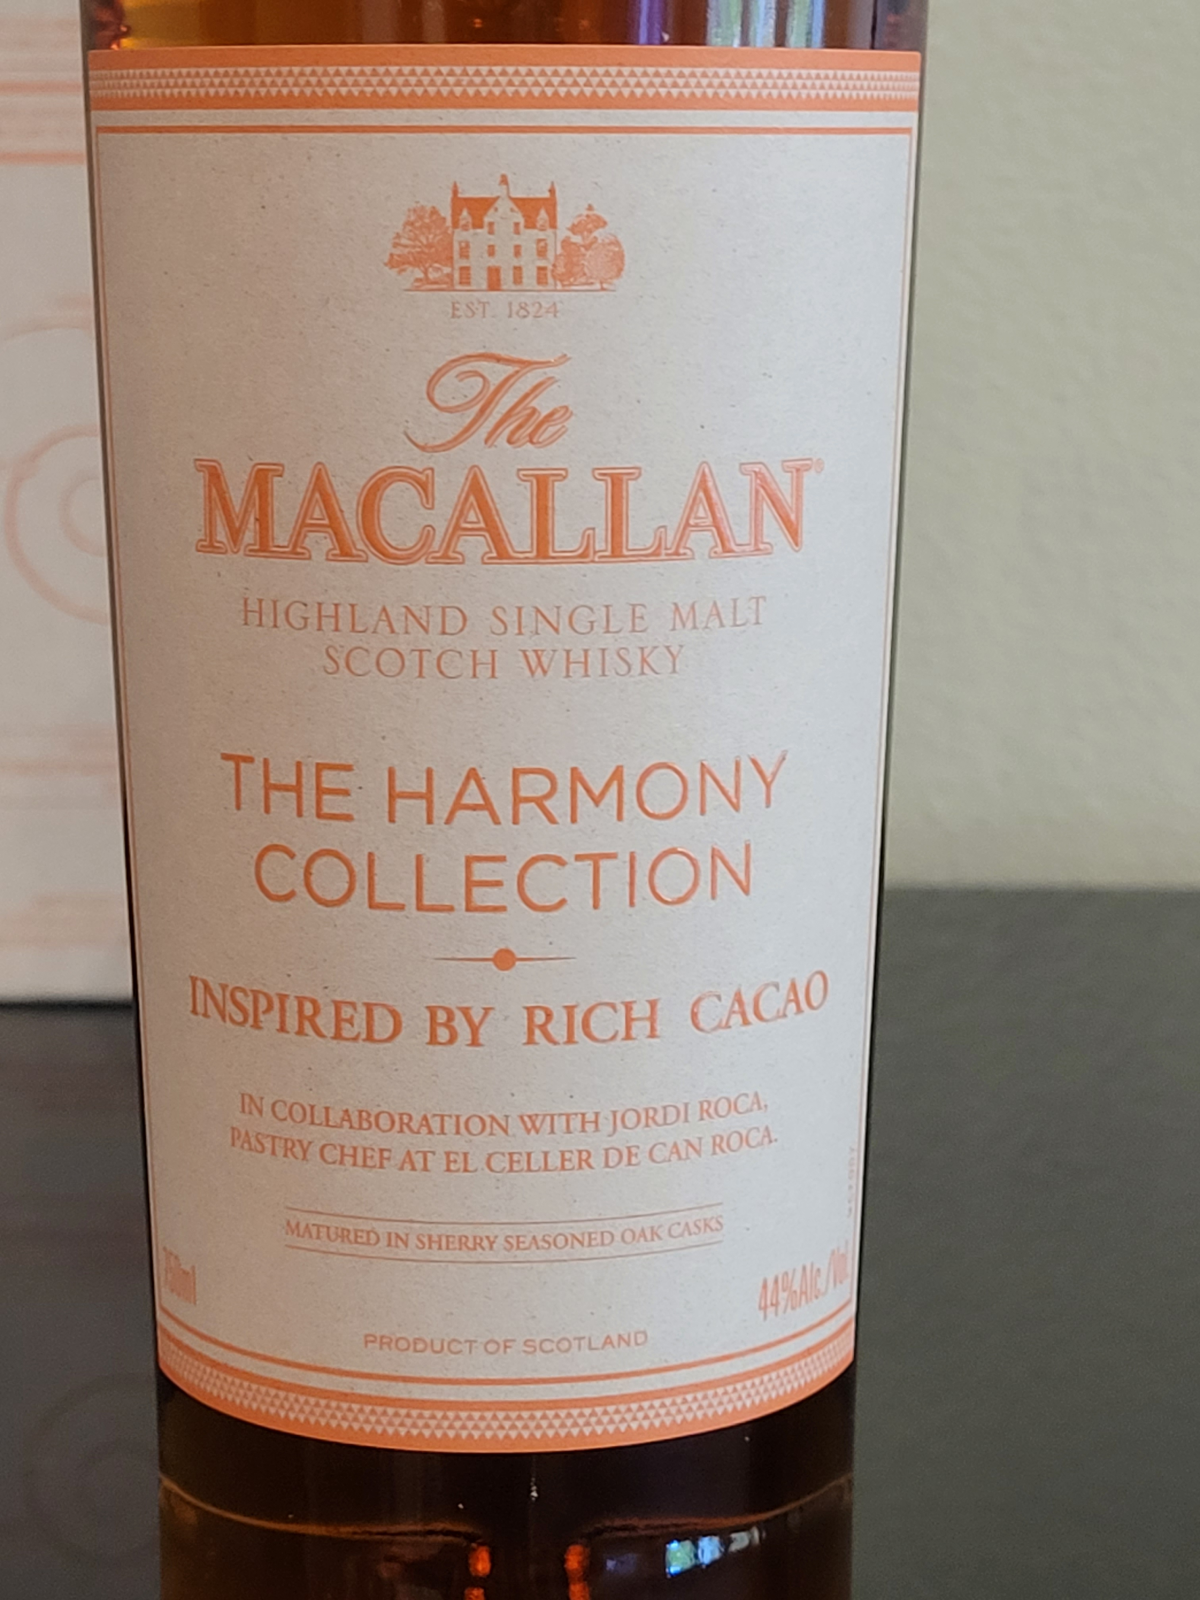 EST. 1824
The
MACALLAN®
HIGHLAND SINGLE MALT
SCOTCH WHISKY
THE HARMONY
COLLECTION
INSPIRED BY RICH CACAO
IN COLLABORATION WITH JORDI ROCA,
PASTRY CHEF AT EL CELLER DE CAN ROCA.
MATURED IN SHERRY SEASONED OAK CASKS
750ml
44%Alc./Vol.
PRODUCT OF SCOTLAND